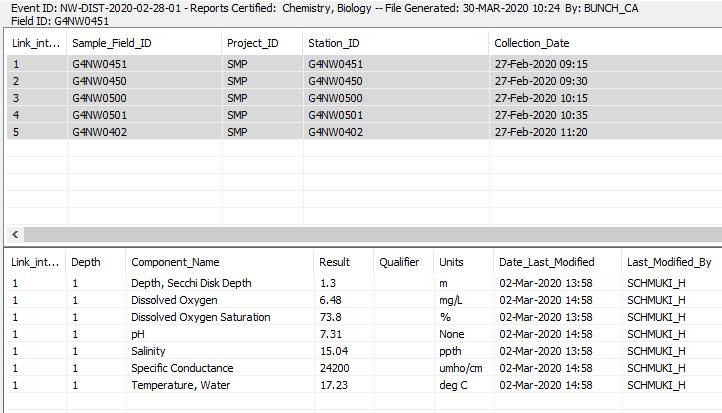 Event ID: NW-DIST-2020-02-28-01 - Reports Certified:  Chemistry, Biology -- File Generated: 30-MAR-2020 10:24 By: BUNCH_CA
Field ID: G4NW0451
Link_int... Sample_Field_ID Project_ID Station_ID Collection_Date
1 G4NW0451 SMP G4NW0451 27-Feb-2020 09:15
2 G4NW0450 SMP G4NW0450 27-Feb-2020 09:30
3 G4NW0500 SMP G4NW0500 27-Feb-2020 10:15
4 G4NW0501 SMP G4NW0501 27-Feb-2020 10:35
5 G4NW0402 SMP G4NW0402 27-Feb-2020 11:20
Link_int... Depth Component_Name Result Qualifier Units Date_Last_Modified Last_Modified_By
1 1 Depth, Secchi Disk Depth 1.3 m 02-Mar-2020 13:58 SCHMUKI_H
1 1 Dissolved Oxygen 6.48 mg/L 02-Mar-2020 14:58 SCHMUKI_H
1 1 Dissolved Oxygen Saturation 73.8 % 02-Mar-2020 13:58 SCHMUKI_H
1 1 pH 7.31 None 02-Mar-2020 14:58 SCHMUKI_H
1 1 Salinity 15.04 ppth 02-Mar-2020 13:58 SCHMUKI_H
1 1 Specific Conductance 24200 umho/cm 02-Mar-2020 14:58 SCHMUKI_H
1 1 Temperature, Water 17.23 deg C 02-Mar-2020 14:58 SCHMUKI_H